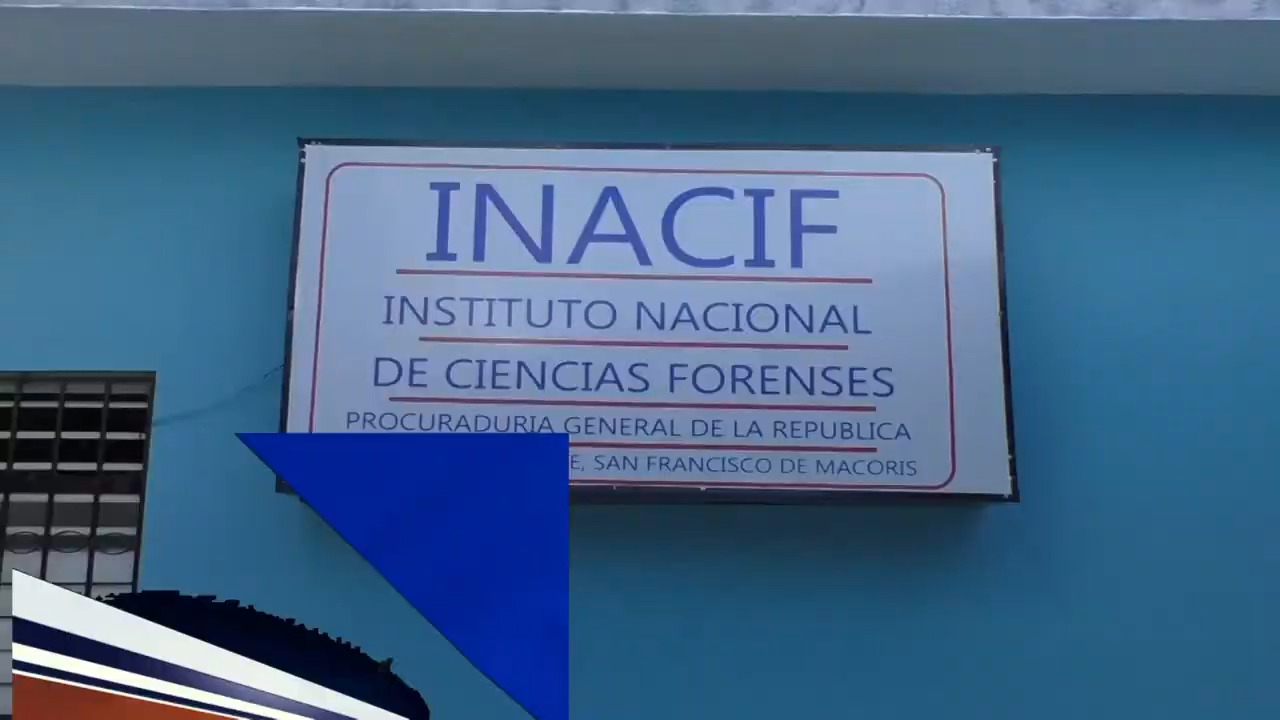 INACIF
INSTITUTO NACIONAL
DE CIENCIAS FORENSES
PROCURADURIA GENERAL DE LA REPUBLICA
SAN FRANCISCO DE MACORIS